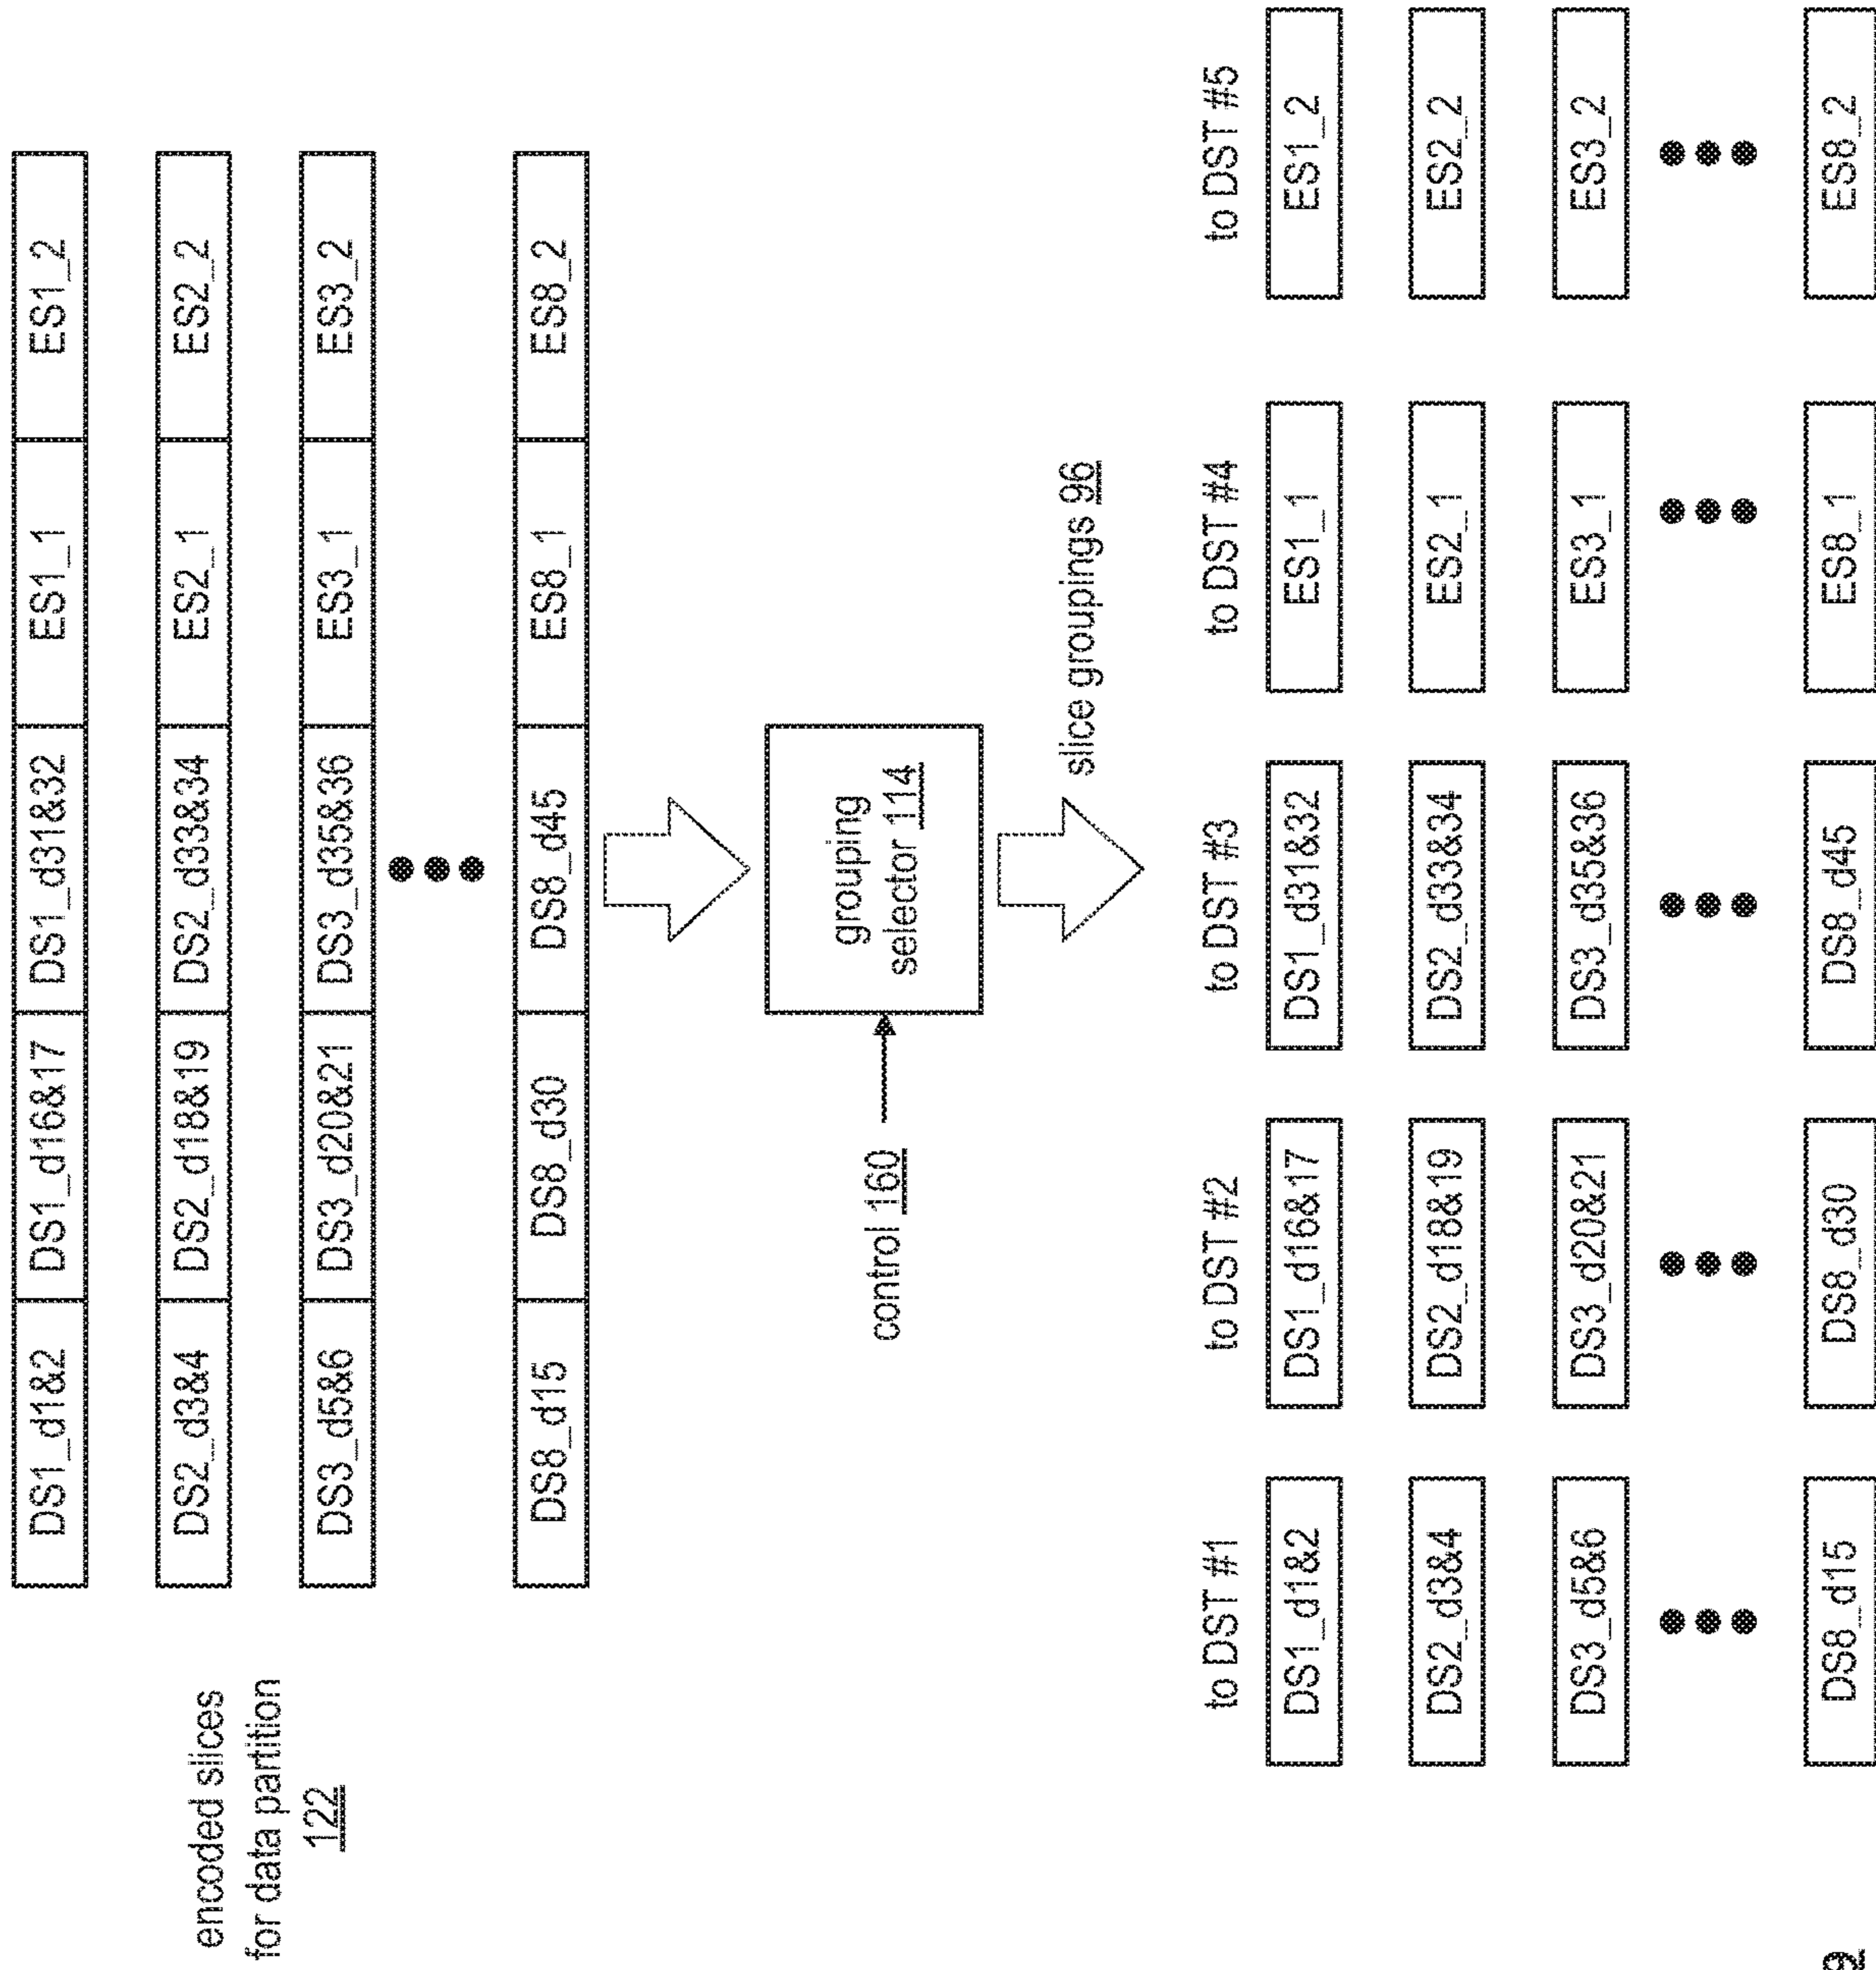 encoded slices
for data partition
122
DS1_d1&2 DS1_d16&17 DS1_d31&32 ES1_1 ES1_2
DS2_d3&4 DS2_d18&19 DS2_d33&34 ES2_1 ES2_2
DS3_d5&6 DS3_d20&21 DS3_d35&36 ES3_1 ES3_2
DS8_d15 DS8_d30 DS8_d45 ES8_1 ES8_2
control 160
grouping
selector 114
slice groupings 96
to DST #1 to DST #2 to DST #3 to DST #4 to DST #5
DS1_d1&2 DS1_d16&17 DS1_d31&32 ES1_1 ES1_2
DS2_d3&4 DS2_d18&19 DS2_d33&34 ES2_1 ES2_2
DS3_d5&6 DS3_d20&21 DS3_d35&36 ES3_1 ES3_2
DS8_d15 DS8_d30 DS8_d45 ES8_1 ES8_2